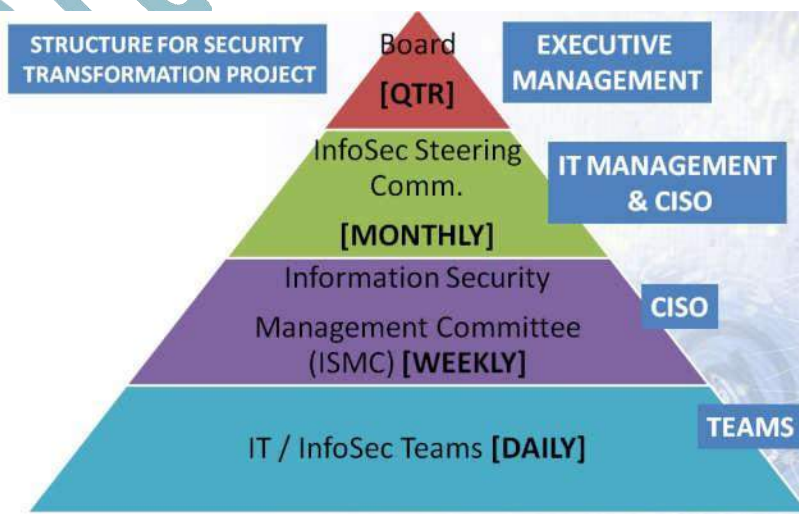 STRUCTURE FOR SECURITY
TRANSFORMATION PROJECT
Board
[QTR]
EXECUTIVE
MANAGEMENT
InfoSec Steering
Comm.
[MONTHLY]
IT MANAGEMENT
& CISO
Information Security
Management Committee
(ISMC) [WEEKLY]
CISO
IT / InfoSec Teams [DAILY]
TEAMS